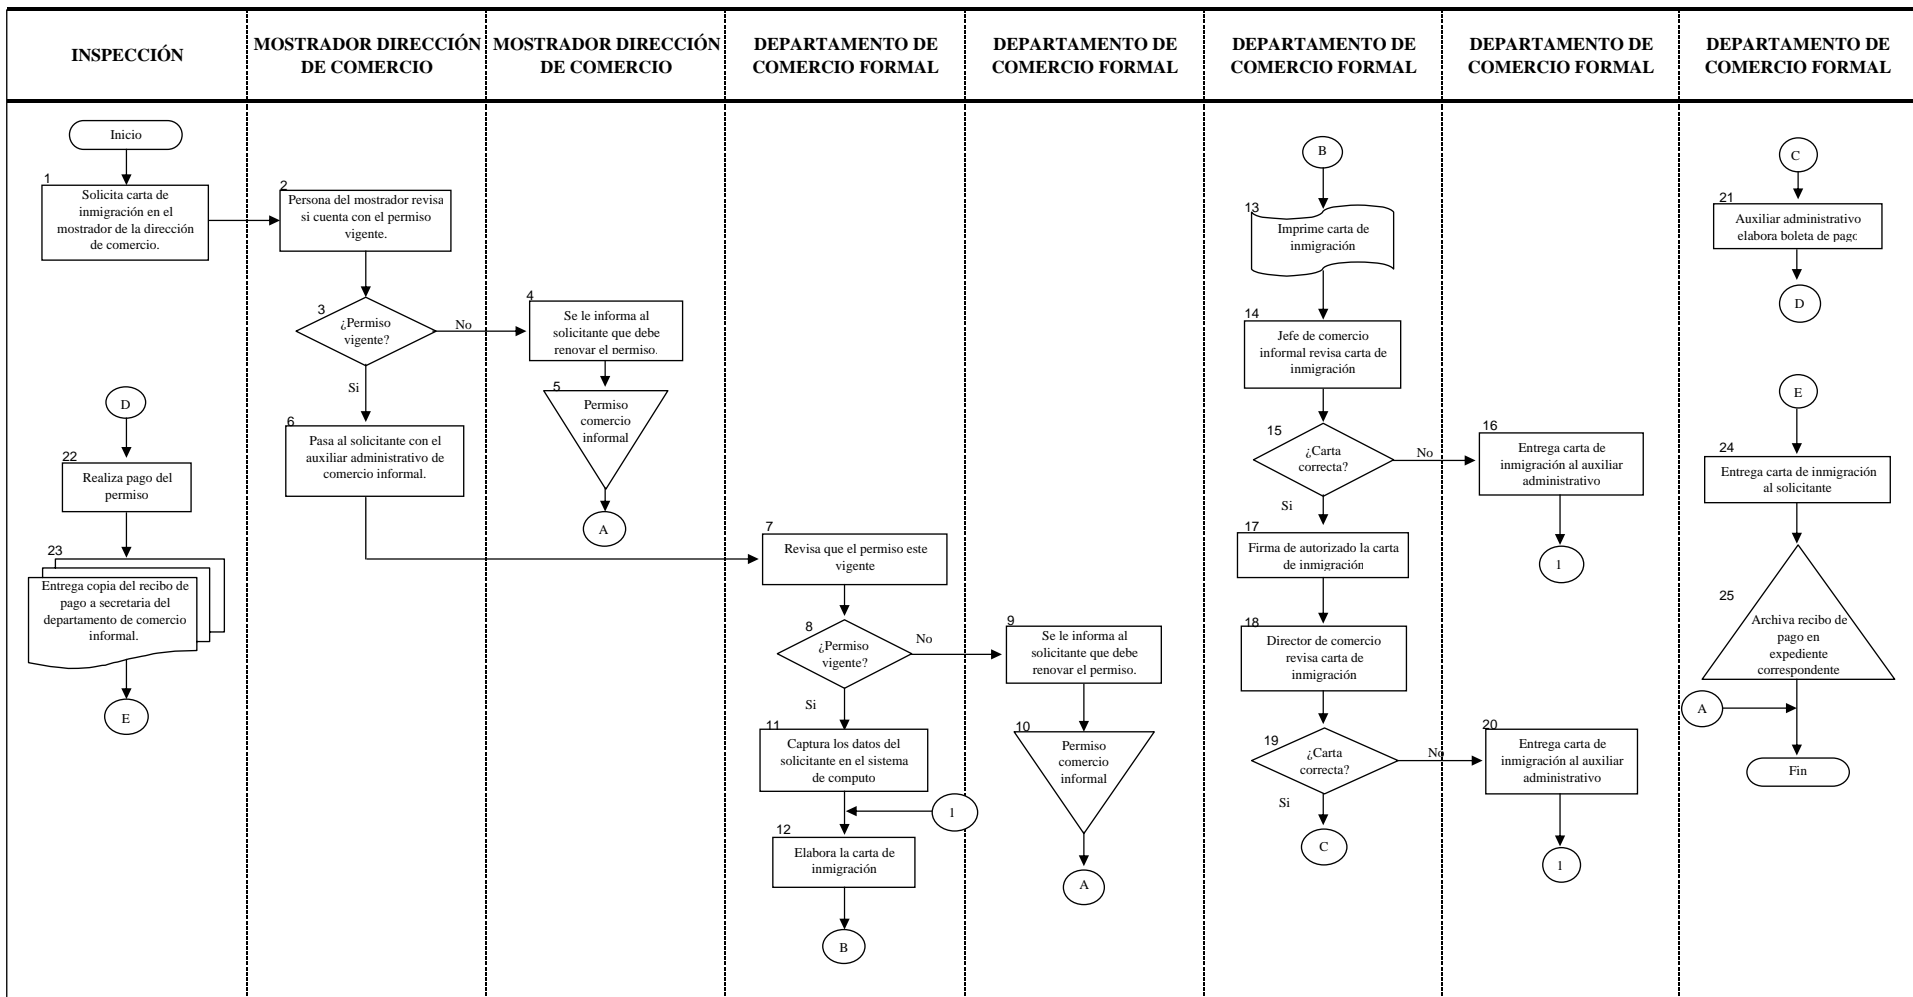 INSPECCIÓN
MOSTRADOR DIRECCIÓN
DE COMERCIO
MOSTRADOR DIRECCIÓN
DE COMERCIO
DEPARTAMENTO DE
COMERCIO FORMAL
DEPARTAMENTO DE
COMERCIO FORMAL
DEPARTAMENTO DE
COMERCIO FORMAL
DEPARTAMENTO DE
COMERCIO FORMAL
DEPARTAMENTO DE
COMERCIO FORMAL
Inicio
1
Solicita carta de
inmigración en el
mostrador de la dirección
de comercio.
D
22
Realiza pago del
permiso
23
Entrega copia del recibo de
pago a secretaria del
departamento de comercio
informal.
E
2
Persona del mostrador revisa
si cuenta con el permiso
vigente.
3
¿Permiso
vigente?
No
Si
6
Pasa al solicitante con el
auxiliar administrativo de
comercio informal.
4
Se le informa al
solicitante que debe
renovar el permiso.
5
Permiso
comercio
informal
A
7
Revisa que el permiso este
vigente
8
¿Permiso
vigente?
No
Si
11
Captura los datos del
solicitante en el sistema
de computo
1
12
Elabora la carta de
inmigración
B
9
Se le informa al
solicitante que debe
renovar el permiso.
10
Permiso
comercio
informal
A
B
13
Imprime carta de
inmigración
14
Jefe de comercio
informal revisa carta de
inmigración
15
¿Carta
correcta?
No
Si
17
Firma de autorizado la carta
de inmigración
18
Director de comercio
revisa carta de
inmigración
19
¿Carta
correcta?
No
Si
C
16
Entrega carta de
inmigración al auxiliar
administrativo
1
20
Entrega carta de
inmigración al auxiliar
administrativo
1
C
21
Auxiliar administrativo
elabora boleta de pago
D
E
24
Entrega carta de inmigración
al solicitante
25
Archiva recibo de
pago en
expediente
correspondente
A
Fin